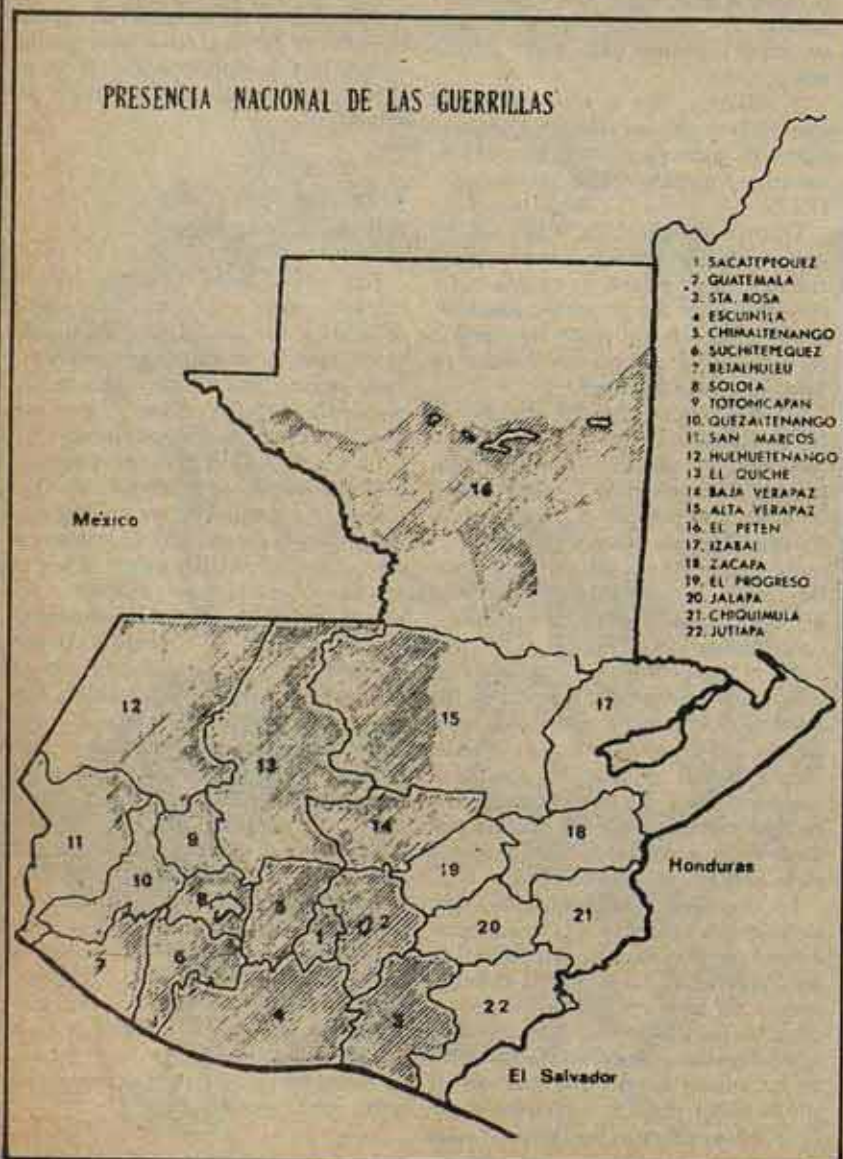 PRESENCIA NACIONAL DE LAS GUERRILLAS
1. SACATEPEQUEZ
2. GUATEMALA
3. STA. ROSA
4 ESCUINTLA
5. CHIMALTENANGO
6. SUCHITEPEQUEZ
7. RETALHULEU
8 SOLOLA
9 TOTONICAPAN
10. QUEZALTENANGO
11. SAN MARCOS
12. HUEHUETENANGO
13 EL QUICHE
14 BAJA VERAPAZ
15. ALTA VERAPAZ
16. EL PETEN
17. IZABAL
18. ZACAPA
19. EL PROGRESO
20. JALAPA
21. CHIQUIMULA
22. JUTIAPA
16
México
12
13
15
17
11
9
14
18
10
19
Honduras
8
5
1
2
20
21
7
6
4
3
22
El Salvador